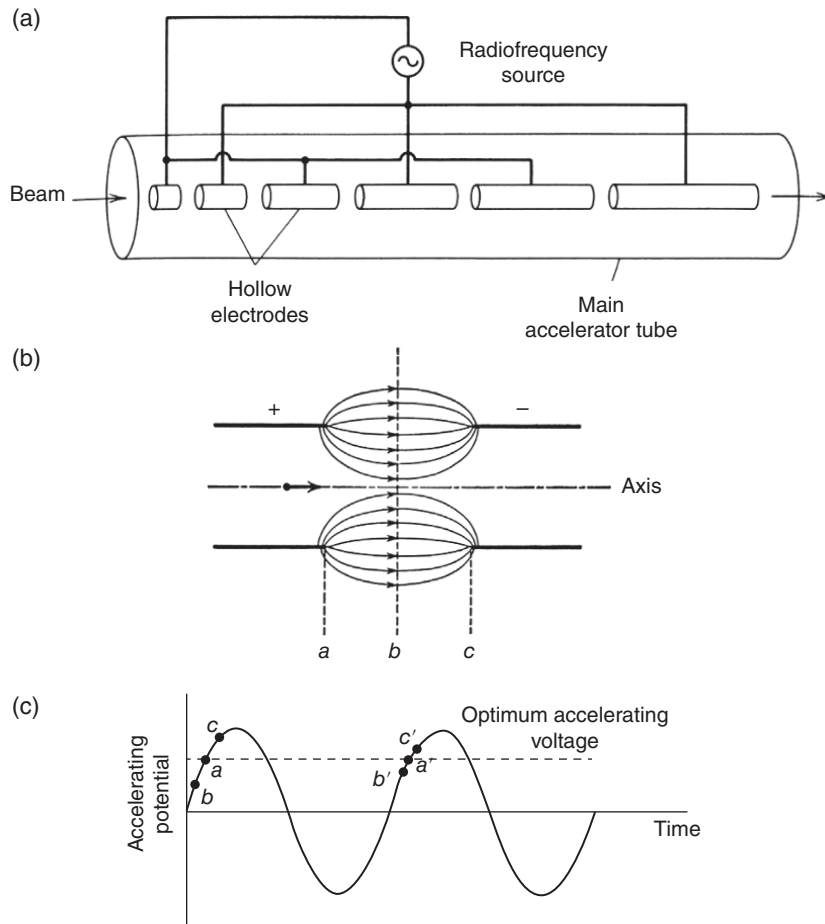 (a)
Radiofrequency
source
Beam
Hollow
electrodes
Main
accelerator tube
(b)
+
−
Axis
a
b
c
(c)
Accelerating
potential
c
a
b
c′
a′
b′
Optimum accelerating
voltage
Time